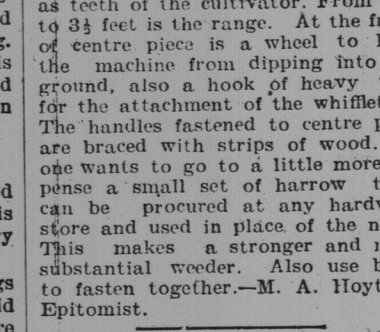 as teeth of the cultivator. From
to 3½ feet is the range. At the fr
of centre piece is a wheel to
the machine from dipping into
ground, also a hook of heavy
for the attachment of the whifflet
The handles fastened to centre p
are braced with strips of wood.
one wants to go to a little more
pense a small set of harrow t
can be procured at any hardw
store and used in place of the n
This makes a stronger and
substantial weeder. Also use b
to fasten together.—M. A. Hoyt
Epitomist.